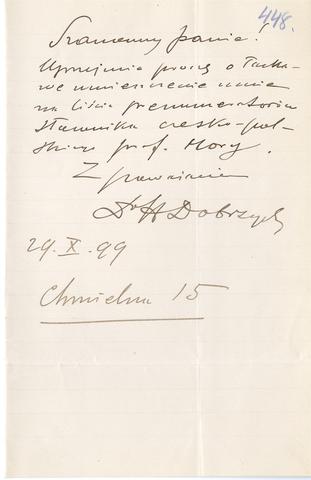 448.
Szanowny Panie!
Uprzejmie proszę o łaska-
we umieszczenie mnie
na liście prenumeratorów
słownika czesko-pol-
skiego prof. Hory.
Z poważaniem
Dr H Dobrzycki
29. X. 99
Chmielna 15